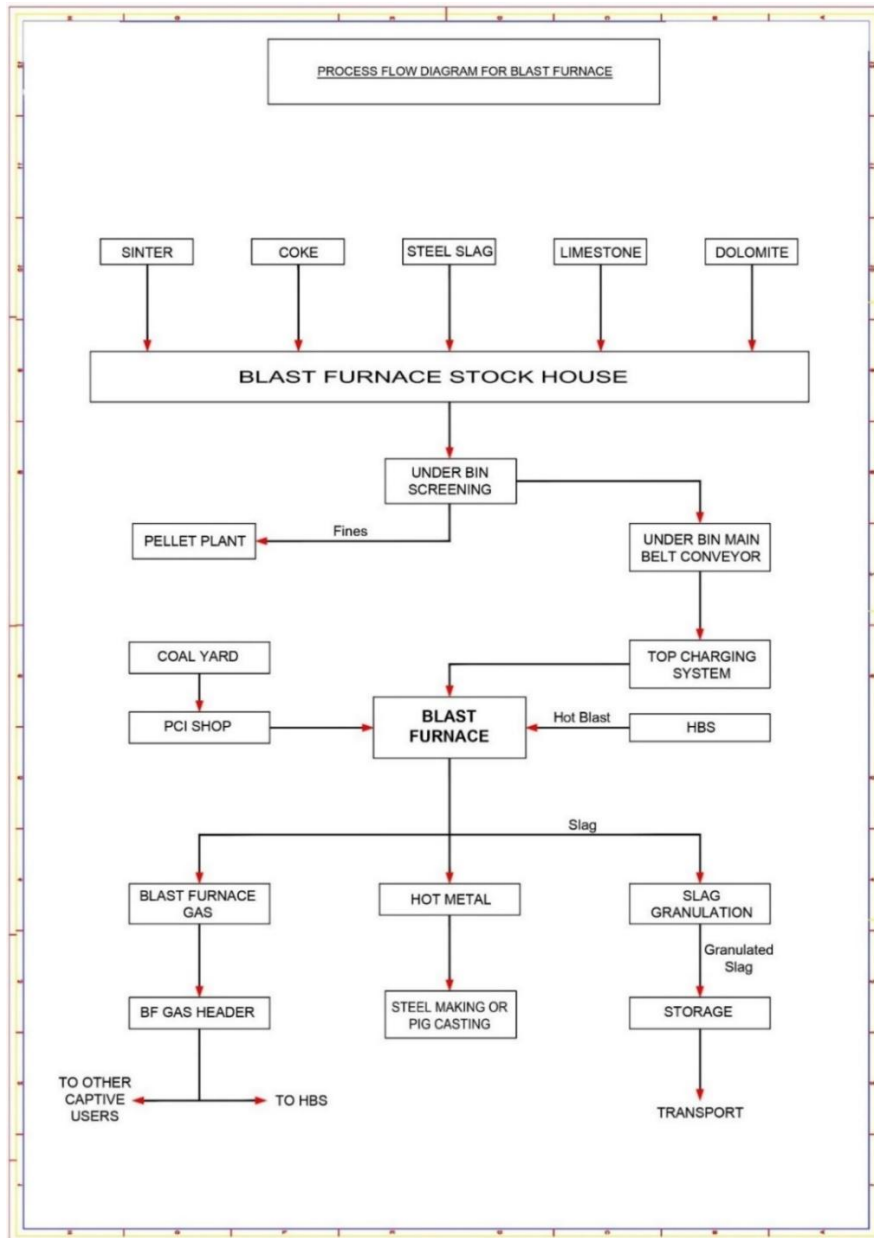 PROCESS FLOW DIAGRAM FOR BLAST FURNACE
SINTER
COKE
STEEL SLAG
LIMESTONE
DOLOMITE
BLAST FURNACE STOCK HOUSE
UNDER BIN
SCREENING
Fines
PELLET PLANT
UNDER BIN MAIN
BELT CONVEYOR
COAL YARD
TOP CHARGING
SYSTEM
PCI SHOP
BLAST
FURNACE
Hot Blast
HBS
Slag
BLAST FURNACE
GAS
HOT METAL
SLAG
GRANULATION
Granulated
Slag
BF GAS HEADER
STEEL MAKING OR
PIG CASTING
STORAGE
TO OTHER
CAPTIVE
USERS
TO HBS
TRANSPORT